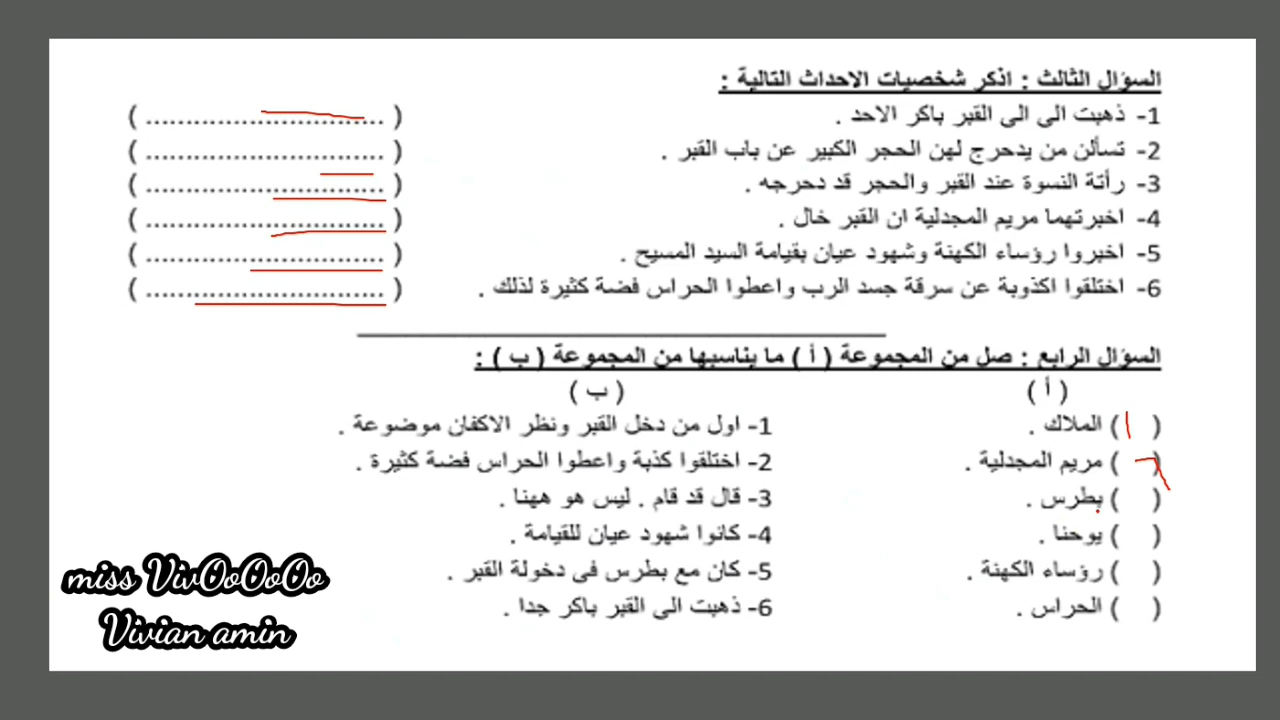 السؤال الثالث : اذكر شخصيات الاحداث التالية :
1- ذهبت الى الى القبر باكر الاحد . ( .............................. )
2- تسألن من يدحرج لهن الحجر الكبير عن باب القبر . ( .............................. )
3- رأتة النسوة عند القبر والحجر قد دحرجه . ( .............................. )
4- اخبرتهما مريم المجدلية ان القبر خال . ( .............................. )
5- اخبروا رؤساء الكهنة وشهود عيان بقيامة السيد المسيح . ( .............................. )
6- اختلقوا اكذوبة عن سرقة جسد الرب واعطوا الحراس فضة كثيرة لذلك . ( .............................. )
السؤال الرابع : صل من المجموعة ( أ ) ما يناسبها من المجموعة ( ب ) :
( أ ) ( ب )
( ) الملاك . 1- اول من دخل القبر ونظر الاكفان موضوعة .
( ) مريم المجدلية . 2- اختلقوا كذبة واعطوا الحراس فضة كثيرة .
( ) بطرس . 3- قال قد قام . ليس هو ههنا .
( ) يوحنا . 4- كانوا شهود عيان للقيامة .
( ) رؤساء الكهنة . 5- كان مع بطرس فى دخولة القبر .
( ) الحراس . 6- ذهبت الى القبر باكر جدا .
miss VivOoOoOo
Vivian amin